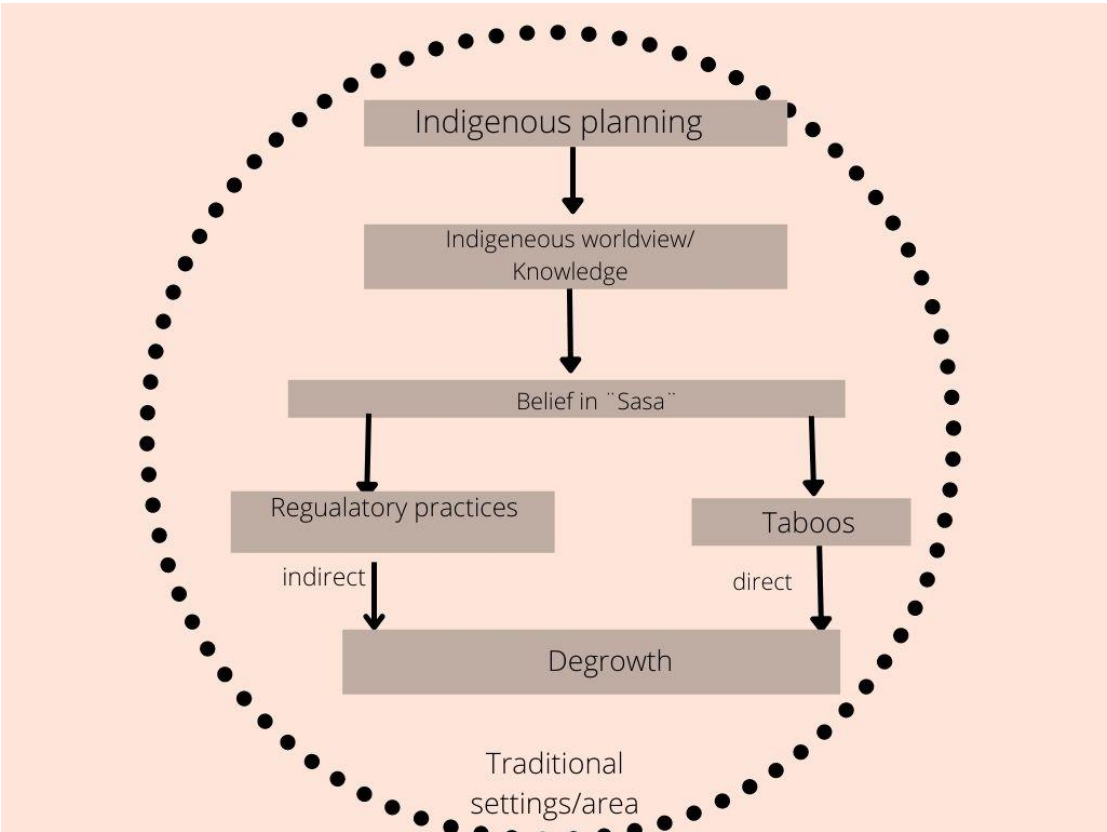 Indigenous planning
Indigeneous worldview/
Knowledge
Belief in ¨Sasa¨
Regualatory practices
Taboos
indirect
direct
Degrowth
Traditional
settings/area